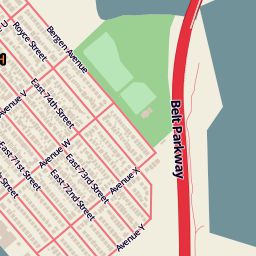 e U
Royce Street
Bergen Avenue
Avenue V
East 74th Street
Belt Parkway
Avenue W
East 71st Street
East 73rd Street
Avenue X
East 72nd Street
Street
Avenue Y